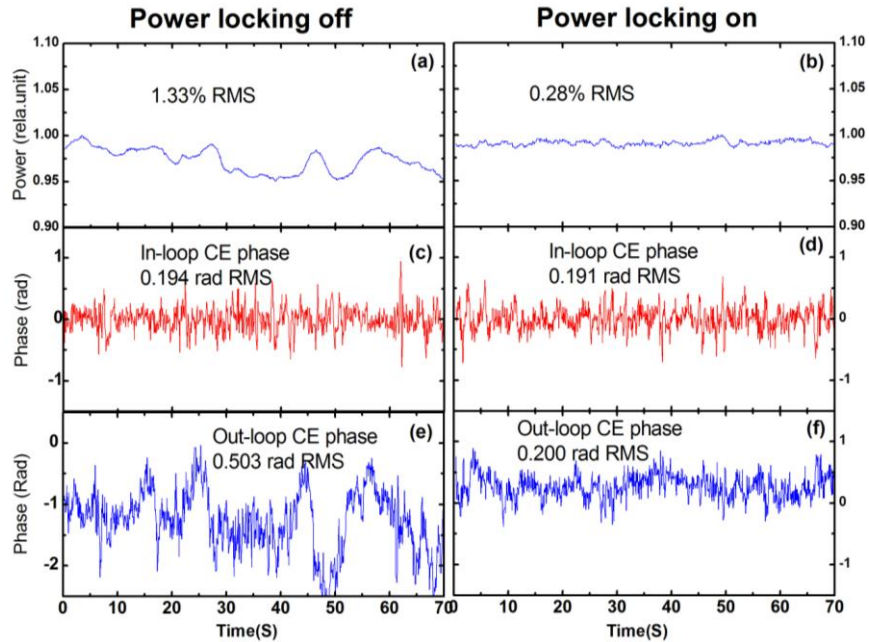 Power locking off
Power locking on
1.10
1.05
1.00
0.95
0.90
Power (rela.unit)
(a)
1.33% RMS
(b)
0.28% RMS
1.10
1.05
1.00
0.95
0.90
1
0
-1
Phase (rad)
In-loop CE phase
0.194 rad RMS
(c)
In-loop CE phase
0.191 rad RMS
(d)
1
0
-1
0
-1
-2
Phase (Rad)
Out-loop CE phase
0.503 rad RMS
(e)
Out-loop CE phase
0.200 rad RMS
(f)
1
0
-1
0 10 20 30 40 50 60 70
Time(S)
0 10 20 30 40 50 60 70
Time(S)